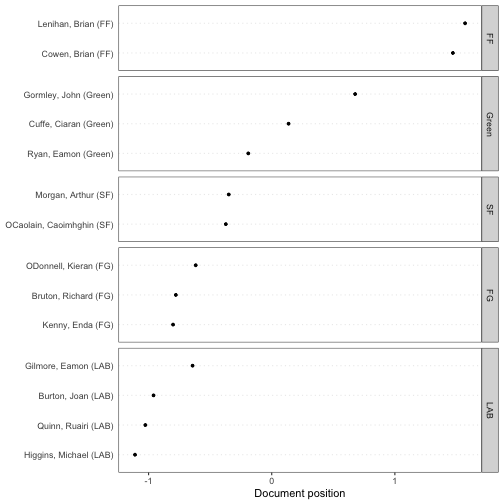 Lenihan, Brian (FF)
Cowen, Brian (FF)
FF
Gormley, John (Green)
Cuffe, Ciaran (Green)
Ryan, Eamon (Green)
Green
Morgan, Arthur (SF)
OCaolain, Caoimhghin (SF)
SF
ODonnell, Kieran (FG)
Bruton, Richard (FG)
Kenny, Enda (FG)
FG
Gilmore, Eamon (LAB)
Burton, Joan (LAB)
Quinn, Ruairi (LAB)
Higgins, Michael (LAB)
LAB
-1 0 1
Document position